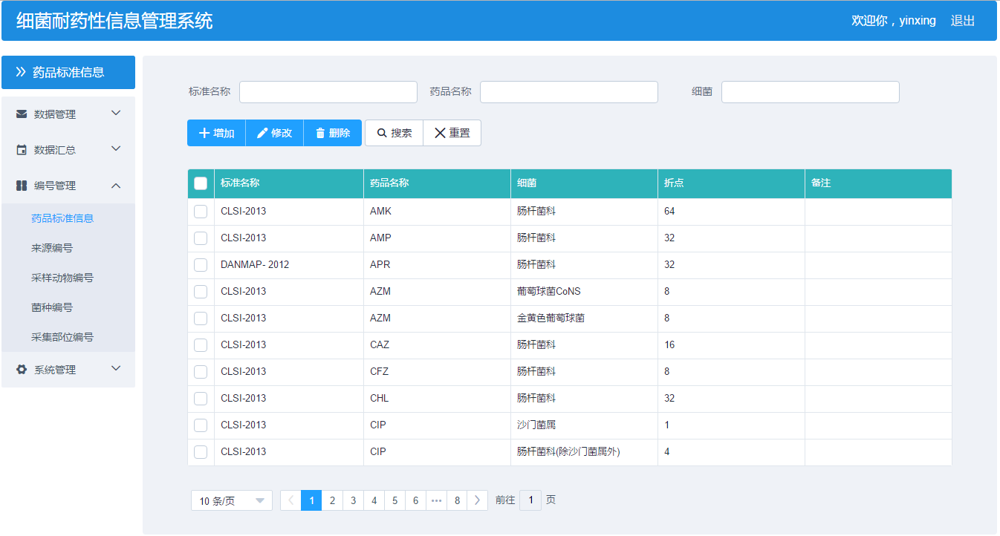 细菌耐药性信息管理系统
欢迎你，yinxing 退出
药品标准信息
数据管理
数据汇总
编号管理
药品标准信息
来源编号
采样动物编号
菌种编号
采集部位编号
系统管理
标准名称 药品名称 细菌
增加 修改 删除 搜索 重置
标准名称 药品名称 细菌 折点 备注
CLSI-2013 AMK 肠杆菌科 64
CLSI-2013 AMP 肠杆菌科 32
DANMAP- 2012 APR 肠杆菌科 32
CLSI-2013 AZM 葡萄球菌CoNS 8
CLSI-2013 AZM 金黄色葡萄球菌 8
CLSI-2013 CAZ 肠杆菌科 16
CLSI-2013 CFZ 肠杆菌科 8
CLSI-2013 CHL 肠杆菌科 32
CLSI-2013 CIP 沙门菌属 1
CLSI-2013 CIP 肠杆菌科(除沙门菌属外) 4
10 条/页 1 2 3 4 5 6 ••• 8 前往 1 页